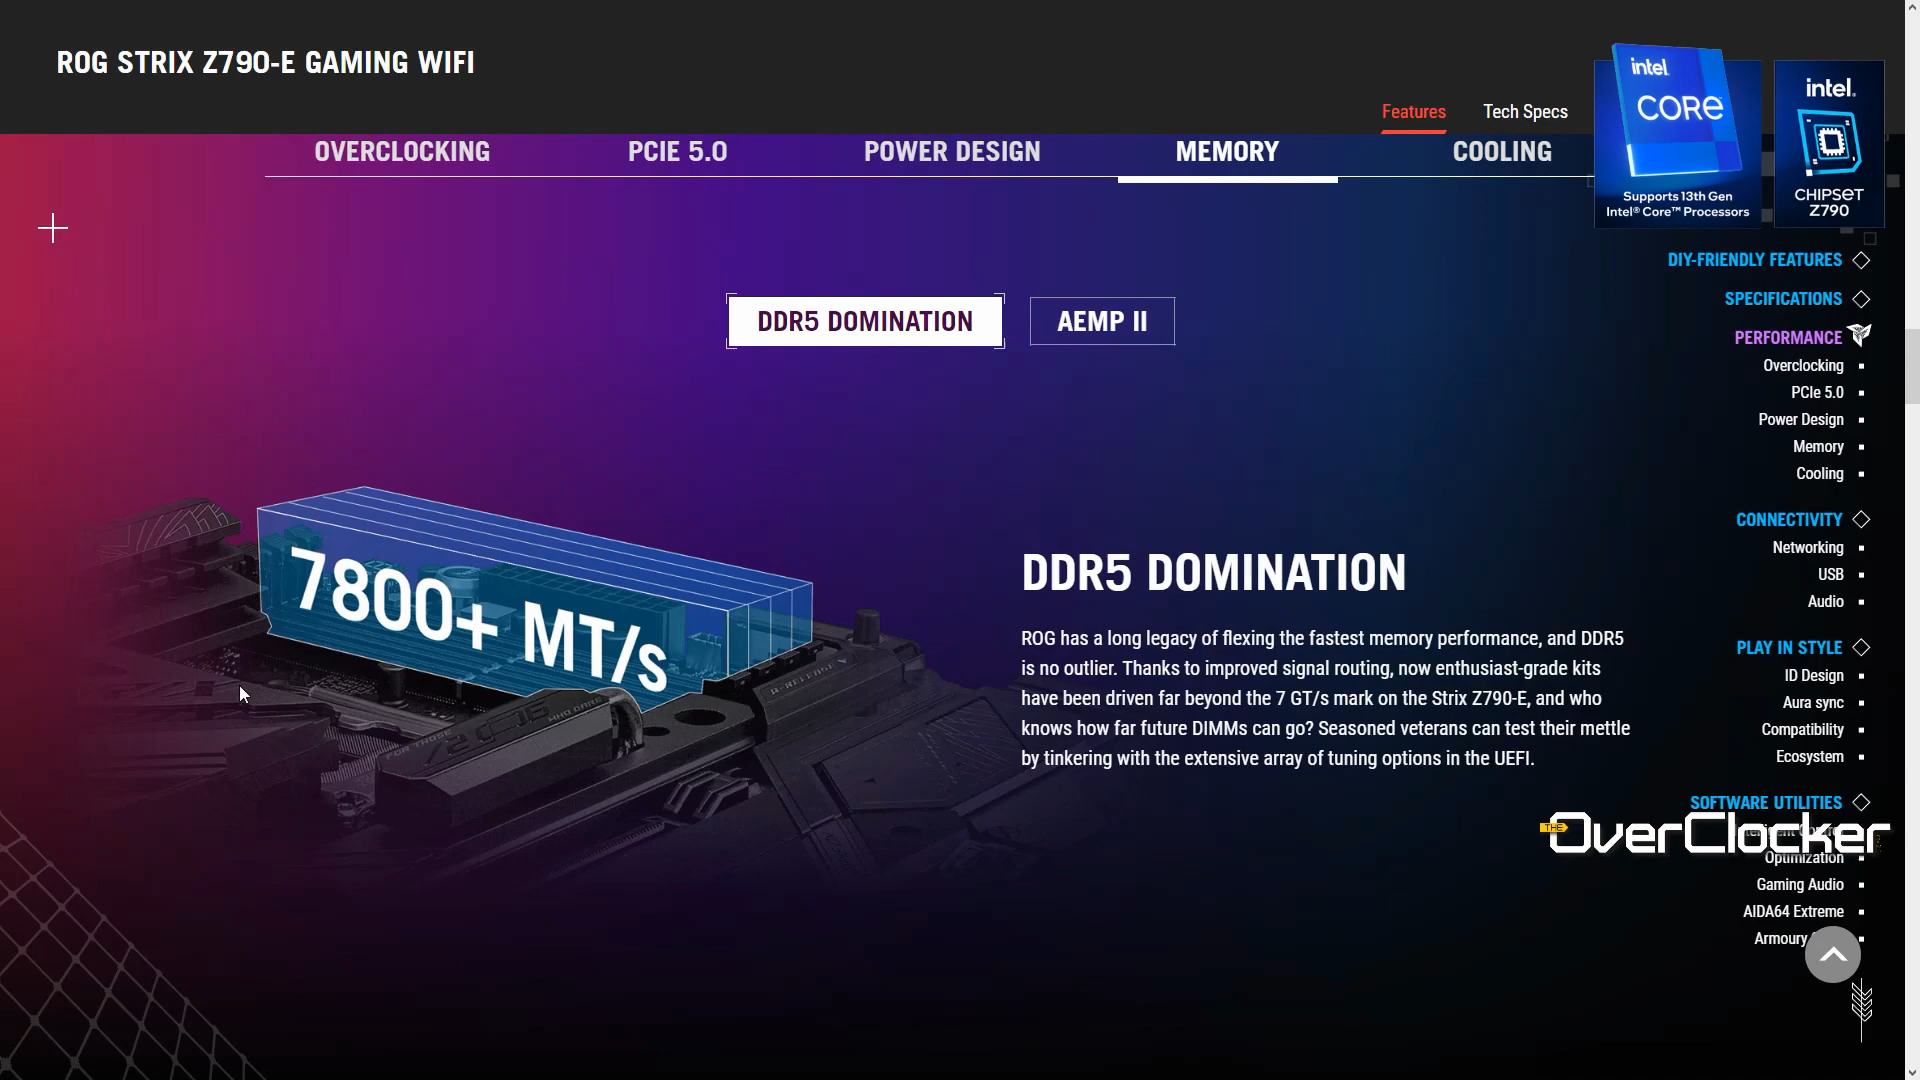 ROG STRIX Z790-E GAMING WIFI
Features
Tech Specs
intel.
CORE
Supports 13th Gen
Intel® Core™ Processors
intel.
CHIPSET
Z790
OVERCLOCKING
PCIE 5.0
POWER DESIGN
MEMORY
COOLING
DDR5 DOMINATION
AEMP II
7800+ MT/s
FOR THOSE
WHO DARE
DDR5 DOMINATION
ROG has a long legacy of flexing the fastest memory performance, and DDR5
is no outlier. Thanks to improved signal routing, now enthusiast-grade kits
have been driven far beyond the 7 GT/s mark on the Strix Z790-E, and who
knows how far future DIMMs can go? Seasoned veterans can test their mettle
by tinkering with the extensive array of tuning options in the UEFI.
DIY-FRIENDLY FEATURES
SPECIFICATIONS
PERFORMANCE
Overclocking
PCIe 5.0
Power Design
Memory
Cooling
CONNECTIVITY
Networking
USB
Audio
PLAY IN STYLE
ID Design
Aura sync
Compatibility
Ecosystem
SOFTWARE UTILITIES
THE OverClocker
Optimization
Gaming Audio
AIDA64 Extreme
Armoury